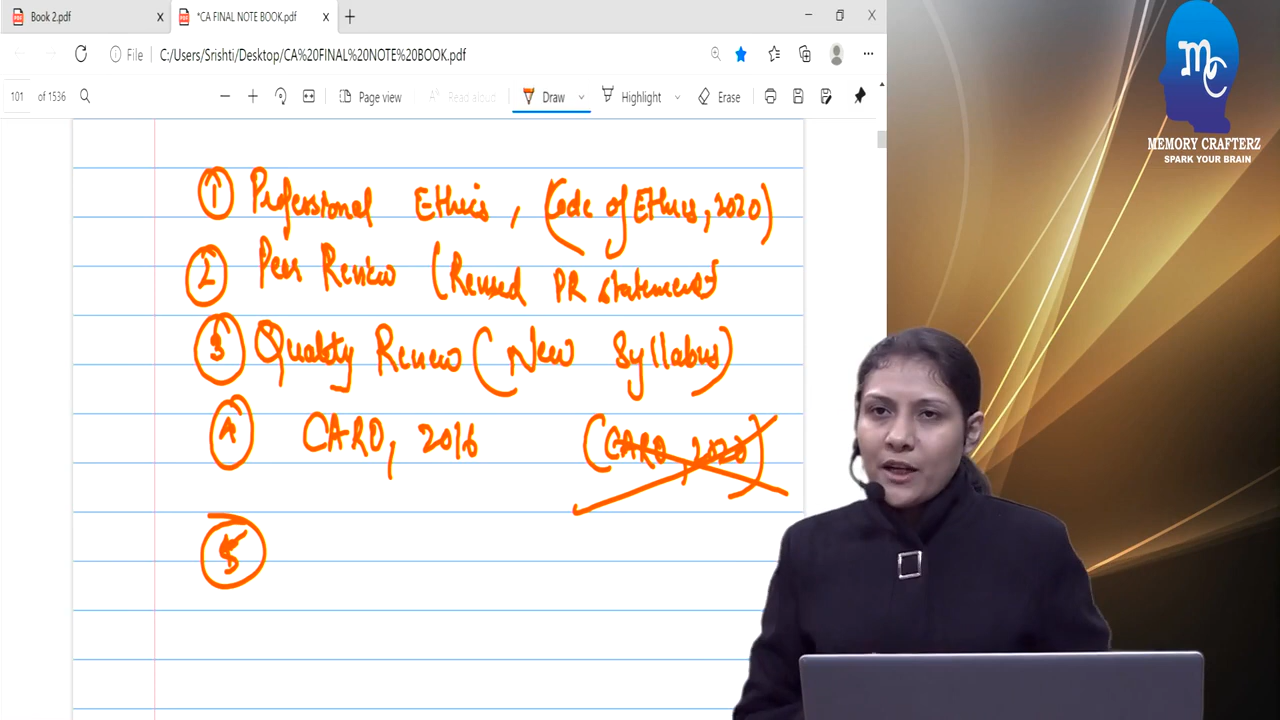 Book 2.pdf
*CA FINAL NOTE BOOK.pdf
File C:/Users/Srishti/Desktop/CA%20FINAL%20NOTE%20BOOK.pdf
101 of 1536 Page view Read aloud Draw Highlight Erase
MC
MEMORY CRAFTERZ
SPARK YOUR BRAIN
1 Professional Ethics, (Code of Ethics, 2020)
2 Peer Review (Revised PR Statement
3 Quality Review (New Syllabus)
4 CARO, 2016 (CARO, 2020)
5